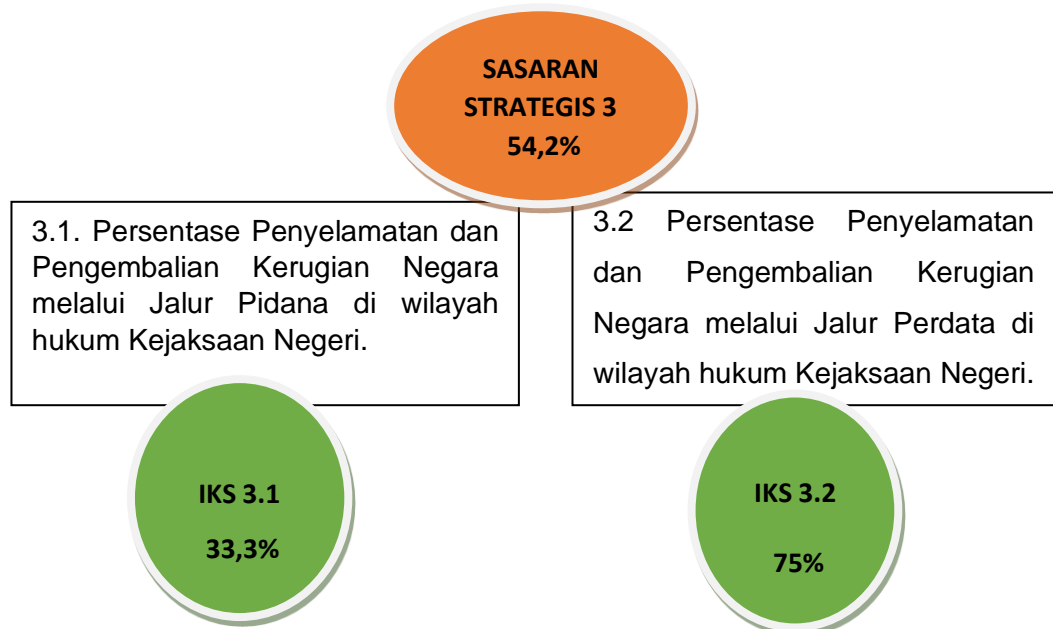 SASARAN
STRATEGIS 3
54,2%
3.1. Persentase Penyelamatan dan
Pengembalian Kerugian Negara
melalui Jalur Pidana di wilayah
hukum Kejaksaan Negeri.
3.2 Persentase Penyelamatan
dan Pengembalian Kerugian
Negara melalui Jalur Perdata di
wilayah hukum Kejaksaan Negeri.
IKS 3.1
33,3%
IKS 3.2
75%